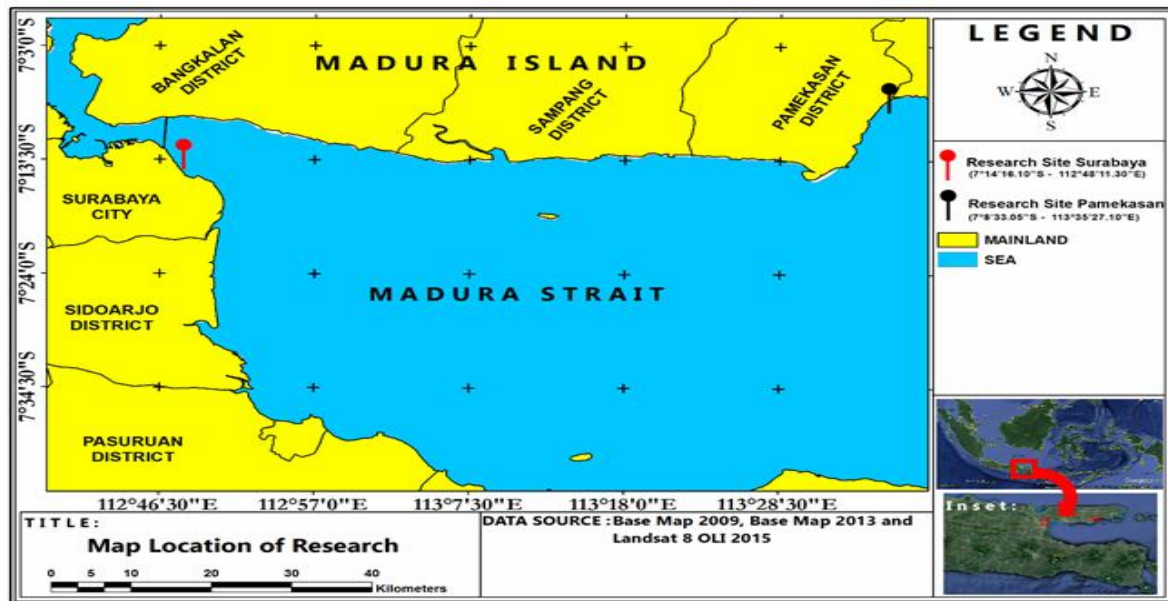 7°3'0"S
7°13'30"S
7°24'0"S
7°34'30"S
BANGKALAN
DISTRICT
MADURA ISLAND
SAMPANG
DISTRICT
PAMEKASAN
DISTRICT
SURABAYA
CITY
MADURA STRAIT
SIDOARJO
DISTRICT
PASURUAN
DISTRICT
112°46'30"E
112°57'0"E
113°7'30"E
113°18'0"E
113°28'30"E
LEGEND
N
W
E
S
Research Site Surabaya
(7°14'16.10"S - 112°48'11.30"E)
Research Site Pamekasan
(7°8'33.05"S - 113°35'27.10"E)
MAINLAND
SEA
Inset:
TITLE:
Map Location of Research
0 5 10 20 30 40
Kilometers
DATA SOURCE :Base Map 2009, Base Map 2013 and
Landsat 8 OLI 2015